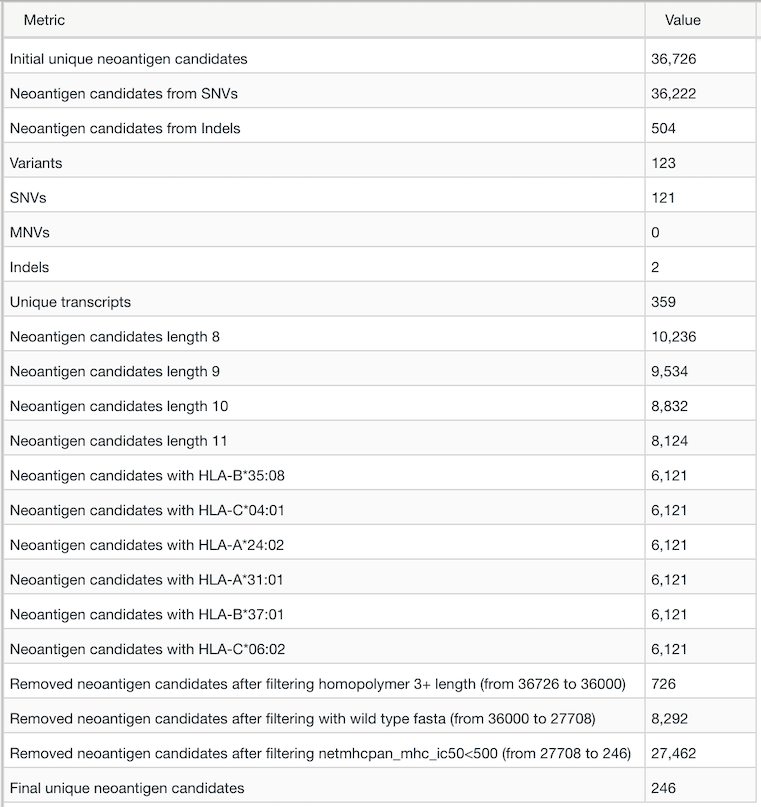 Metric Value
Initial unique neoantigen candidates 36,726
Neoantigen candidates from SNVs 36,222
Neoantigen candidates from Indels 504
Variants 123
SNVs 121
MNVs 0
Indels 2
Unique transcripts 359
Neoantigen candidates length 8 10,236
Neoantigen candidates length 9 9,534
Neoantigen candidates length 10 8,832
Neoantigen candidates length 11 8,124
Neoantigen candidates with HLA-B*35:08 6,121
Neoantigen candidates with HLA-C*04:01 6,121
Neoantigen candidates with HLA-A*24:02 6,121
Neoantigen candidates with HLA-A*31:01 6,121
Neoantigen candidates with HLA-B*37:01 6,121
Neoantigen candidates with HLA-C*06:02 6,121
Removed neoantigen candidates after filtering homopolymer 3+ length (from 36726 to 36000) 726
Removed neoantigen candidates after filtering with wild type fasta (from 36000 to 27708) 8,292
Removed neoantigen candidates after filtering netmhcpan_mhc_ic50<500 (from 27708 to 246) 27,462
Final unique neoantigen candidates 246